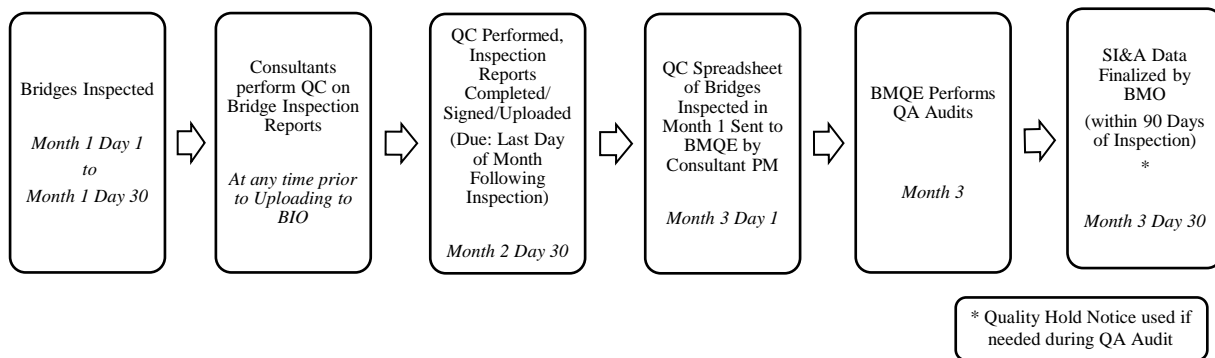 Bridges Inspected
Month 1 Day 1
to
Month 1 Day 30
Consultants
perform QC on
Bridge Inspection
Reports
At any time prior
to Uploading to
BIO
QC Performed,
Inspection
Reports
Completed/
Signed/Uploaded
(Due: Last Day
of Month
Following
Inspection)
Month 2 Day 30
QC Spreadsheet
of Bridges
Inspected in
Month 1 Sent to
BMQE by
Consultant PM
Month 3 Day 1
BMQE Performs
QA Audits
Month 3
SI&A Data
Finalized by
BMO
(within 90 Days
of Inspection)
*
Month 3 Day 30
* Quality Hold Notice used if
needed during QA Audit